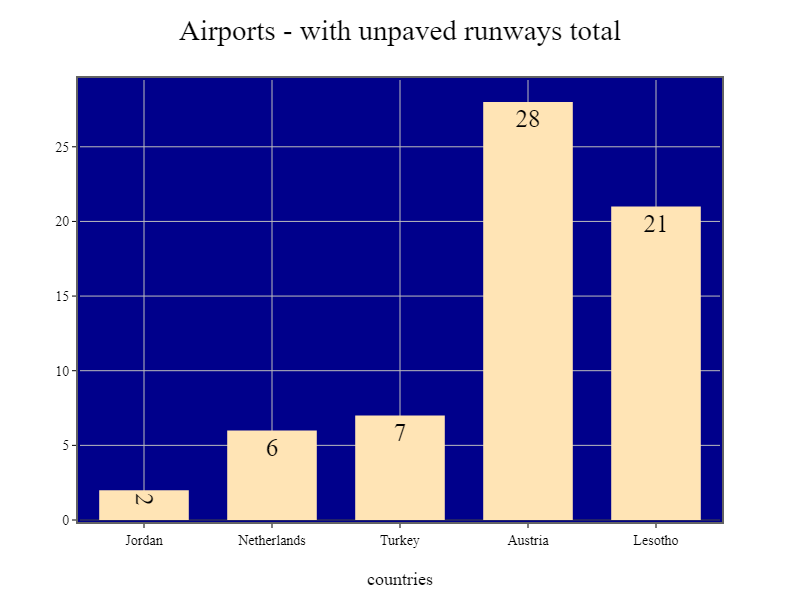 Airports - with unpaved runways total
25
20
15
10
5
0
2
6
7
28
21
Jordan
Netherlands
Turkey
Austria
Lesotho
countries